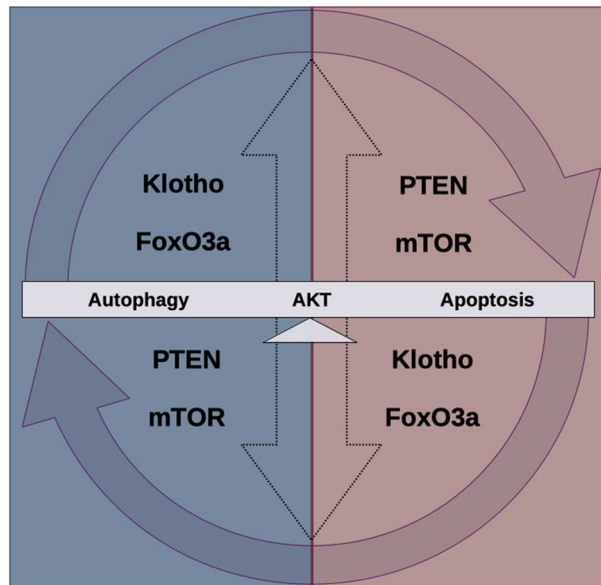 Klotho
FoxO3a
PTEN
mTOR
Autophagy AKT Apoptosis
PTEN
mTOR
Klotho
FoxO3a